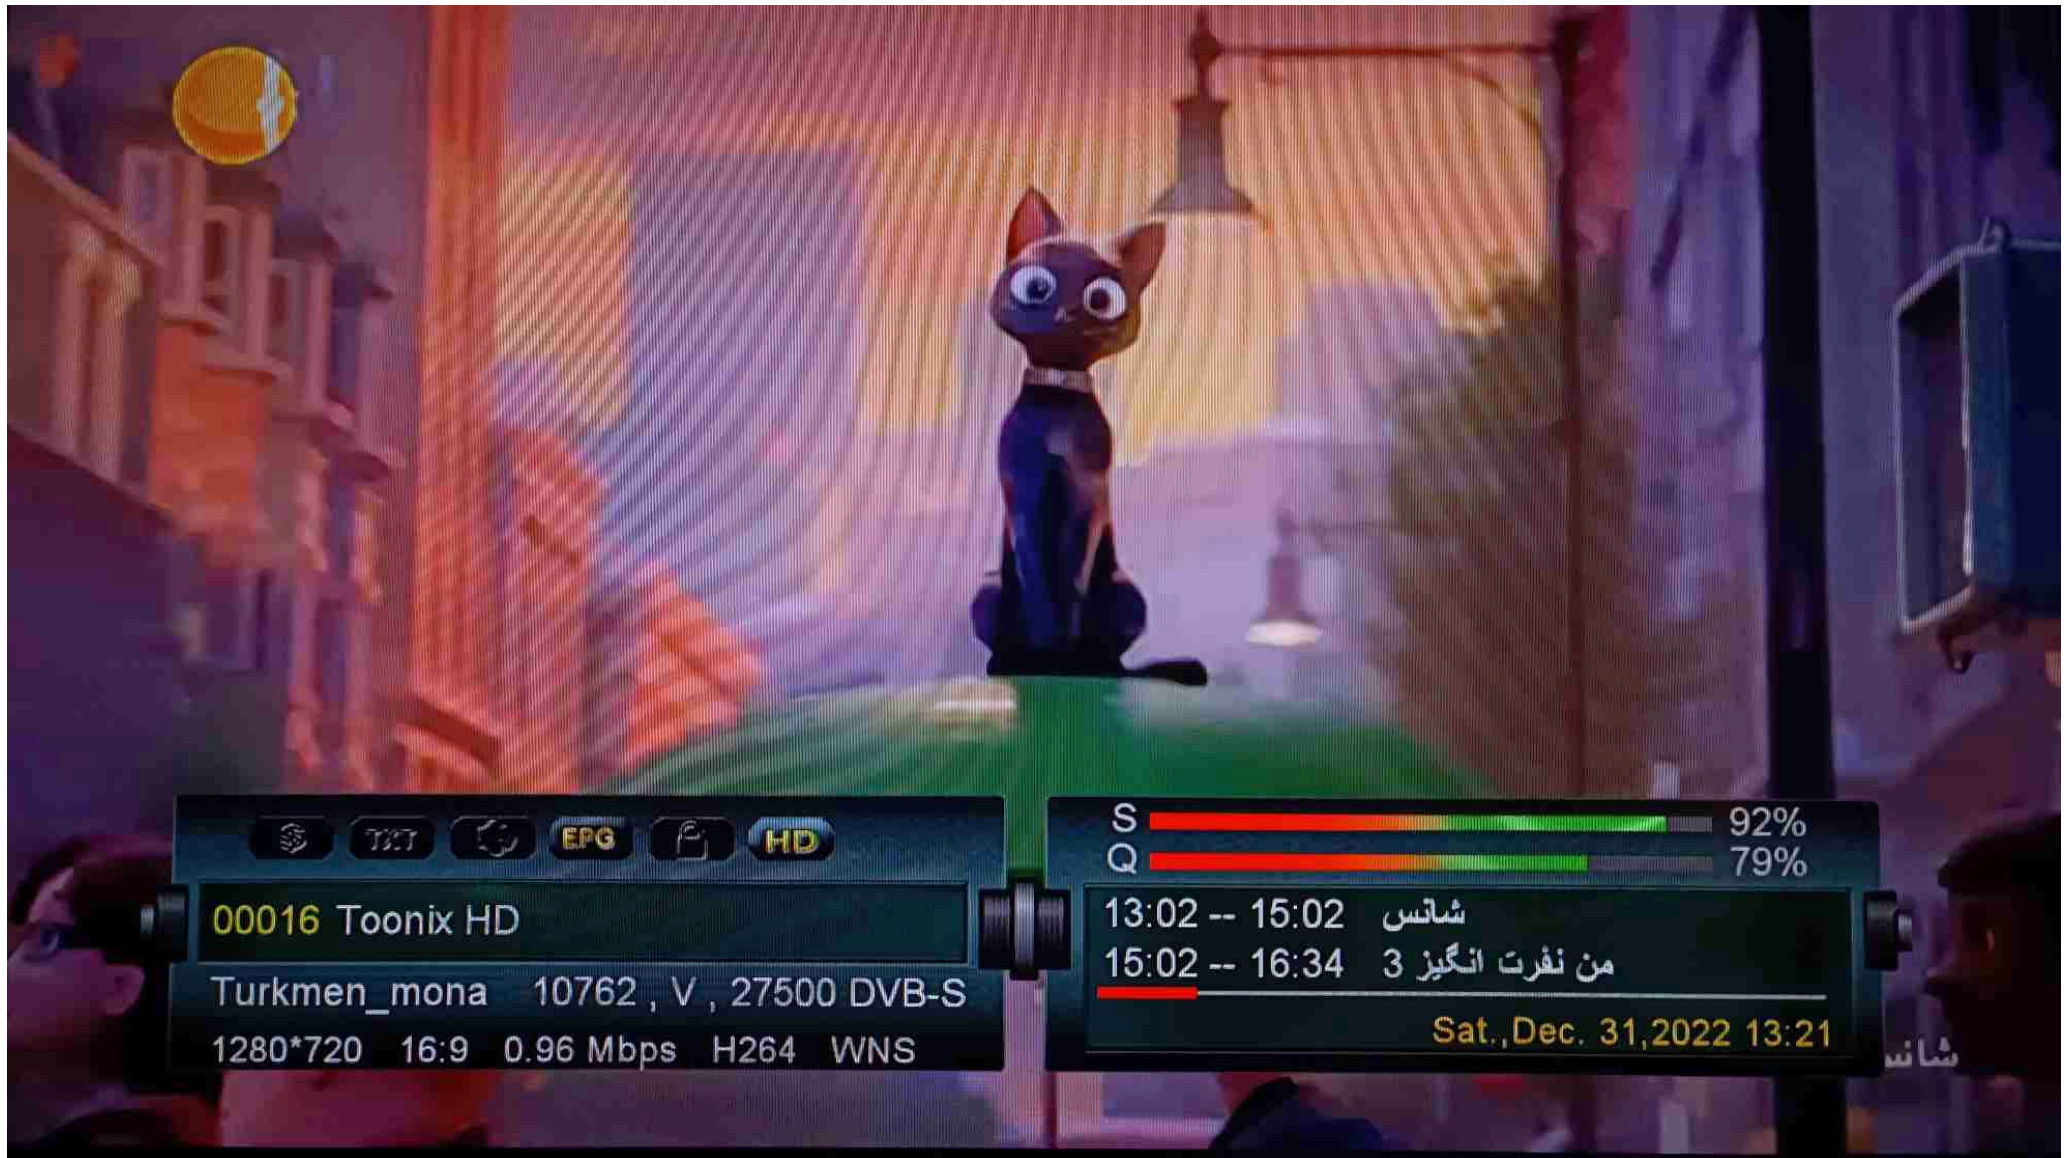 TXT EPG HD
00016 Toonix HD
Turkmen_mona 10762 , V , 27500 DVB-S
1280*720 16:9 0.96 Mbps H264 WNS
S 92%
Q 79%
13:02 -- 15:02 شانس
15:02 -- 16:34 من نفرت انگیز 3
Sat.,Dec. 31,2022 13:21
شانس